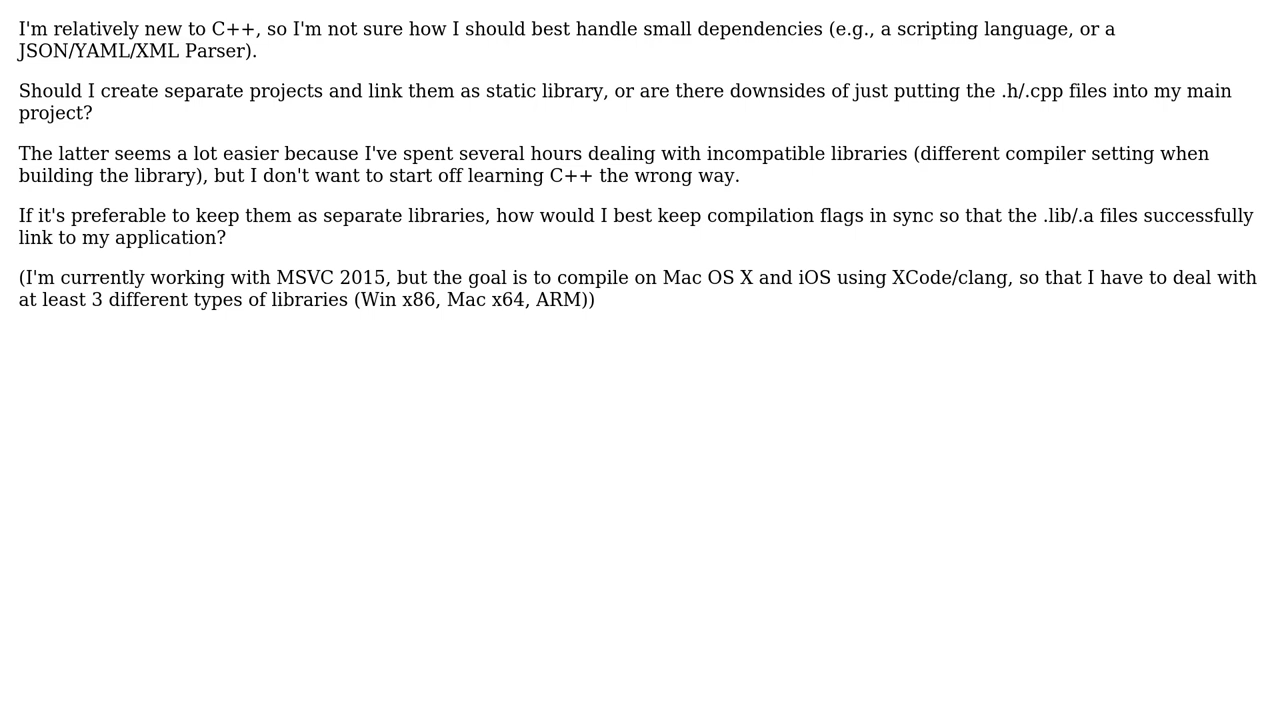 I'm relatively new to C++, so I'm not sure how I should best handle small dependencies (e.g., a scripting language, or a
JSON/YAML/XML Parser).
Should I create separate projects and link them as static library, or are there downsides of just putting the .h/.cpp files into my main
project?
The latter seems a lot easier because I've spent several hours dealing with incompatible libraries (different compiler setting when
building the library), but I don't want to start off learning C++ the wrong way.
If it's preferable to keep them as separate libraries, how would I best keep compilation flags in sync so that the .lib/.a files successfully
link to my application?
(I'm currently working with MSVC 2015, but the goal is to compile on Mac OS X and iOS using XCode/clang, so that I have to deal with
at least 3 different types of libraries (Win x86, Mac x64, ARM))